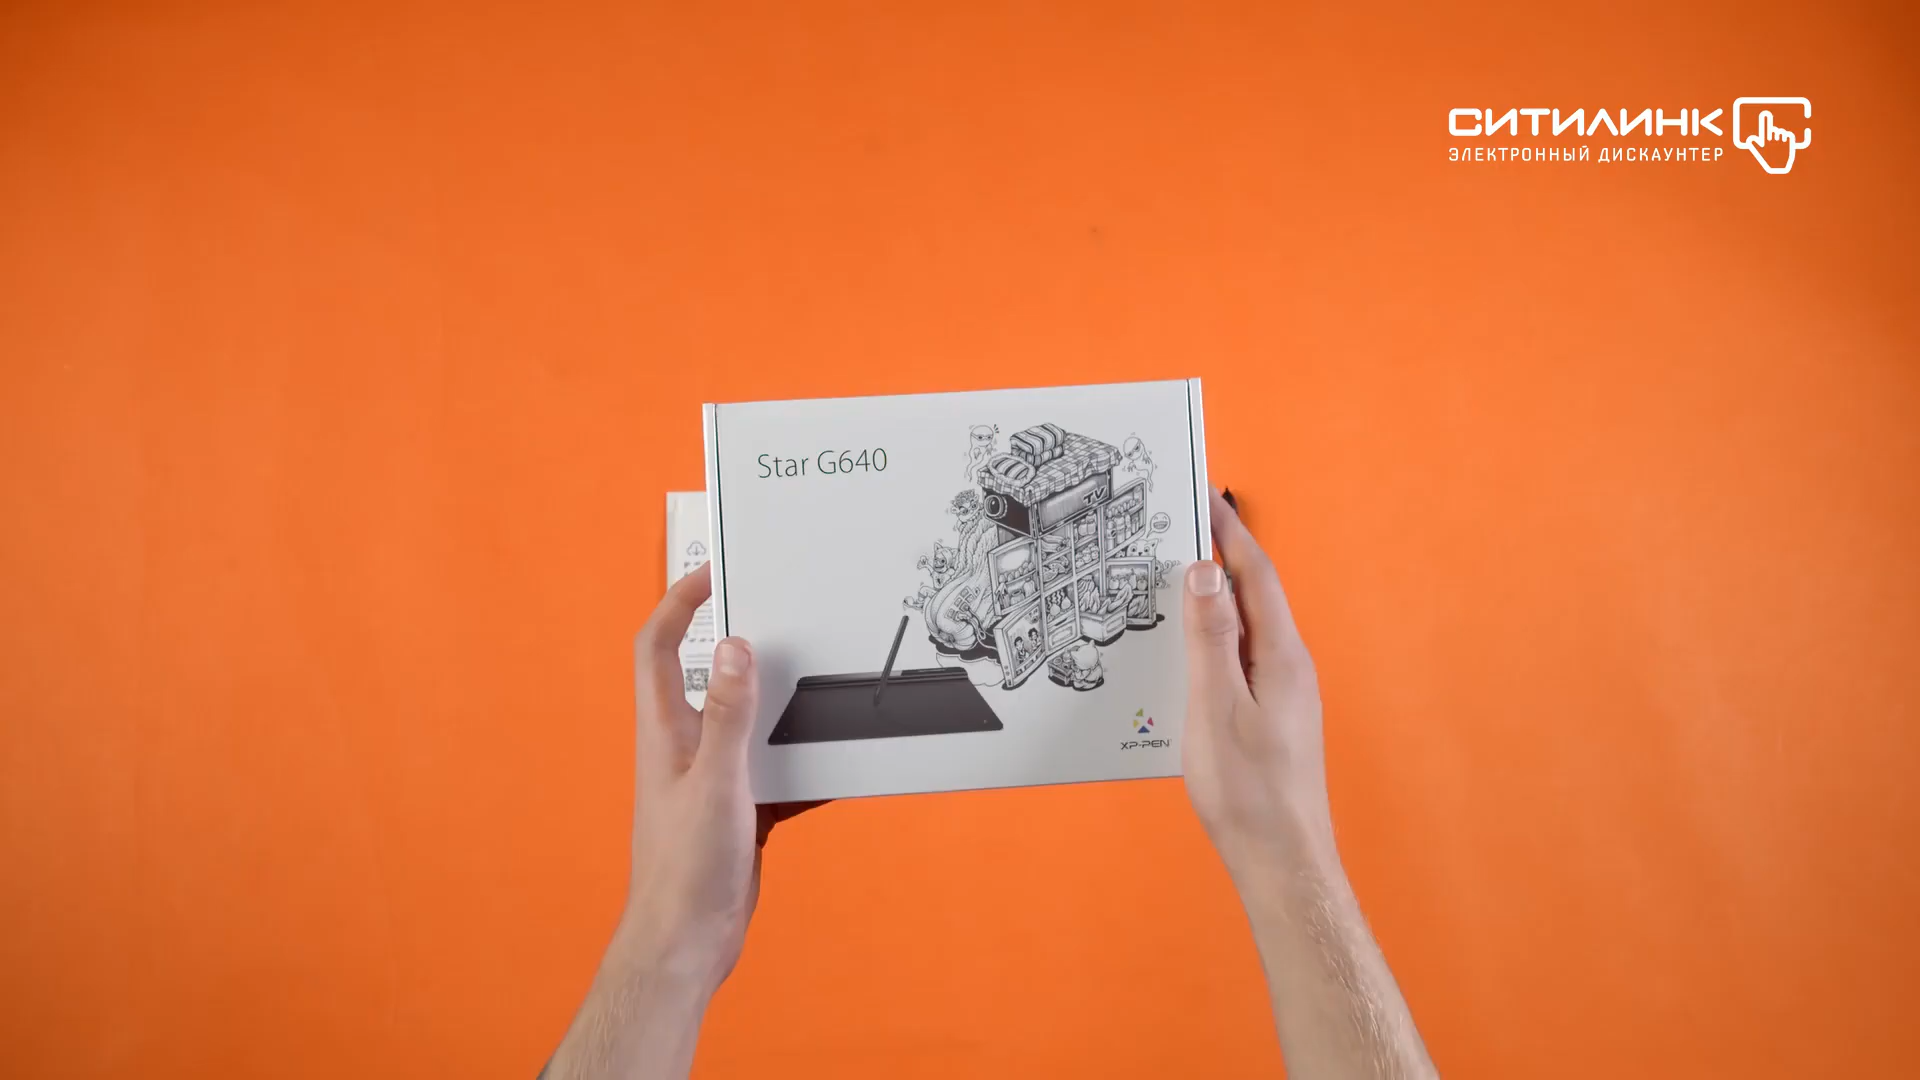 СИТИЛИНК
ЭЛЕКТРОННЫЙ ДИСКАУНТЕР
Star G640
TV
XP-PEN